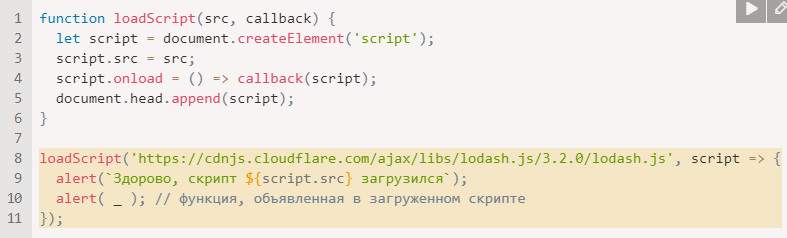 1 function loadScript(src, callback) {
2   let script = document.createElement('script');
3   script.src = src;
4   script.onload = () => callback(script);
5   document.head.append(script);
6 }
7
8 loadScript('https://cdnjs.cloudflare.com/ajax/libs/lodash.js/3.2.0/lodash.js', script => {
9   alert(`Здорово, скрипт ${script.src} загрузился`);
10   alert( _ ); // функция, объявленная в загруженном скрипте
11 });